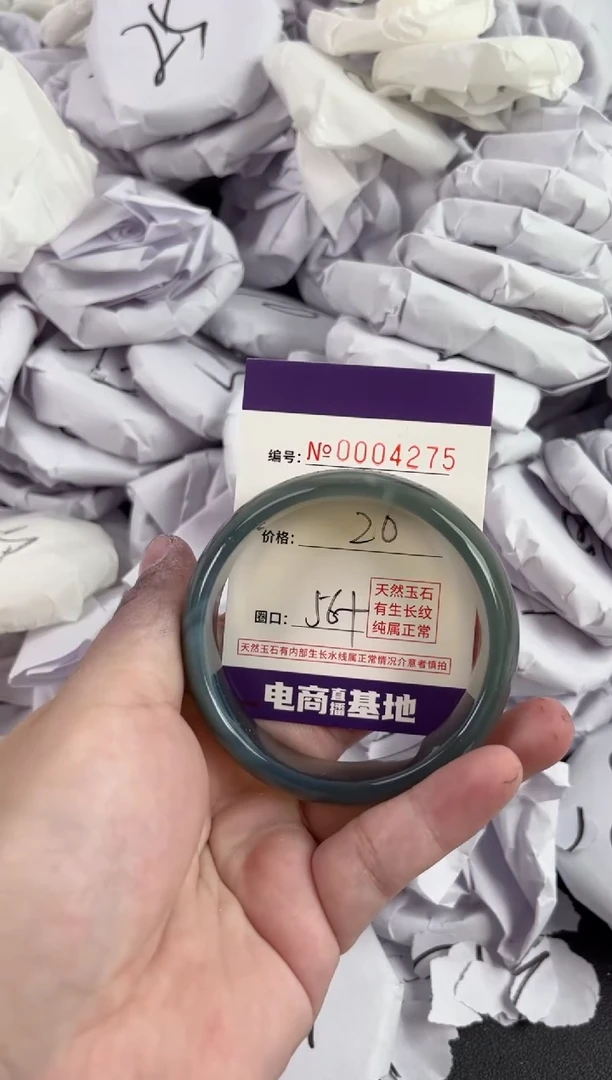 编号: №0004275
价格: 20
圈口: 56+
天然玉石
有生长纹
纯属正常
天然玉石有内部生长水线属正常情况介意者慎拍
电商直播基地